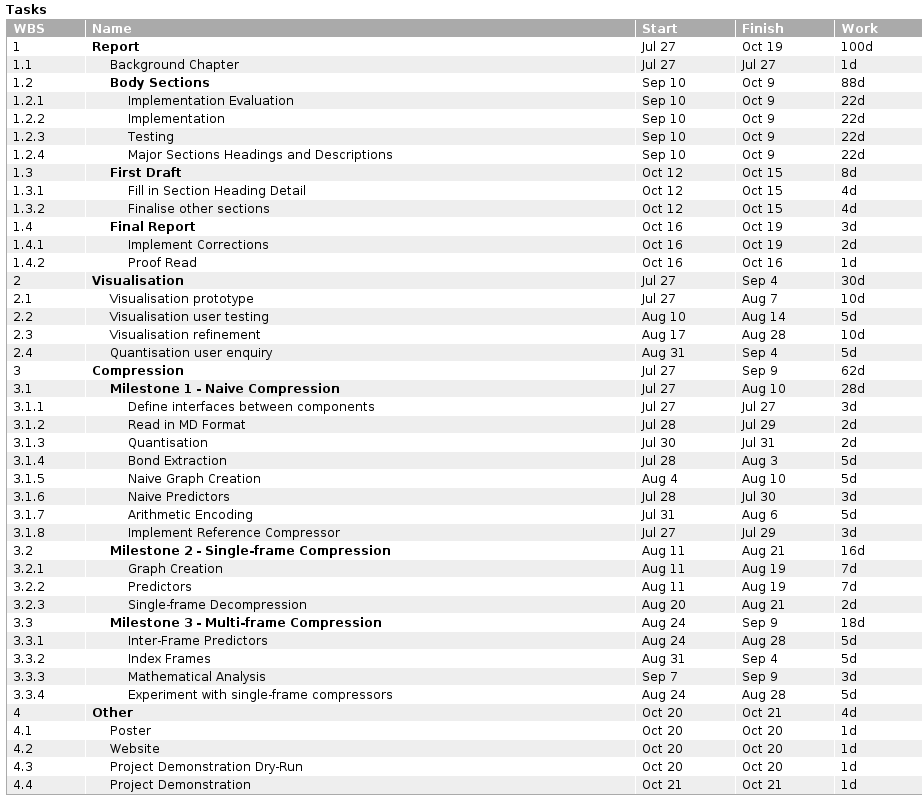 Tasks
WBS Name Start Finish Work
1 Report Jul 27 Oct 19 100d
1.1 Background Chapter Jul 27 Jul 27 1d
1.2 Body Sections Sep 10 Oct 9 88d
1.2.1 Implementation Evaluation Sep 10 Oct 9 22d
1.2.2 Implementation Sep 10 Oct 9 22d
1.2.3 Testing Sep 10 Oct 9 22d
1.2.4 Major Sections Headings and Descriptions Sep 10 Oct 9 22d
1.3 First Draft Oct 12 Oct 15 8d
1.3.1 Fill in Section Heading Detail Oct 12 Oct 15 4d
1.3.2 Finalise other sections Oct 12 Oct 15 4d
1.4 Final Report Oct 16 Oct 19 3d
1.4.1 Implement Corrections Oct 16 Oct 19 2d
1.4.2 Proof Read Oct 16 Oct 16 1d
2 Visualisation Jul 27 Sep 4 30d
2.1 Visualisation prototype Jul 27 Aug 7 10d
2.2 Visualisation user testing Aug 10 Aug 14 5d
2.3 Visualisation refinement Aug 17 Aug 28 10d
2.4 Quantisation user enquiry Aug 31 Sep 4 5d
3 Compression Jul 27 Sep 9 62d
3.1 Milestone 1 - Naive Compression Jul 27 Aug 10 28d
3.1.1 Define interfaces between components Jul 27 Jul 27 3d
3.1.2 Read in MD Format Jul 28 Jul 29 2d
3.1.3 Quantisation Jul 30 Jul 31 2d
3.1.4 Bond Extraction Jul 28 Aug 3 5d
3.1.5 Naive Graph Creation Aug 4 Aug 10 5d
3.1.6 Naive Predictors Jul 28 Jul 30 3d
3.1.7 Arithmetic Encoding Jul 31 Aug 6 5d
3.1.8 Implement Reference Compressor Jul 27 Jul 29 3d
3.2 Milestone 2 - Single-frame Compression Aug 11 Aug 21 16d
3.2.1 Graph Creation Aug 11 Aug 19 7d
3.2.2 Predictors Aug 11 Aug 19 7d
3.2.3 Single-frame Decompression Aug 20 Aug 21 2d
3.3 Milestone 3 - Multi-frame Compression Aug 24 Sep 9 18d
3.3.1 Inter-Frame Predictors Aug 24 Aug 28 5d
3.3.2 Index Frames Aug 31 Sep 4 5d
3.3.3 Mathematical Analysis Sep 7 Sep 9 3d
3.3.4 Experiment with single-frame compressors Aug 24 Aug 28 5d
4 Other Oct 20 Oct 21 4d
4.1 Poster Oct 20 Oct 20 1d
4.2 Website Oct 20 Oct 20 1d
4.3 Project Demonstration Dry-Run Oct 20 Oct 20 1d
4.4 Project Demonstration Oct 21 Oct 21 1d